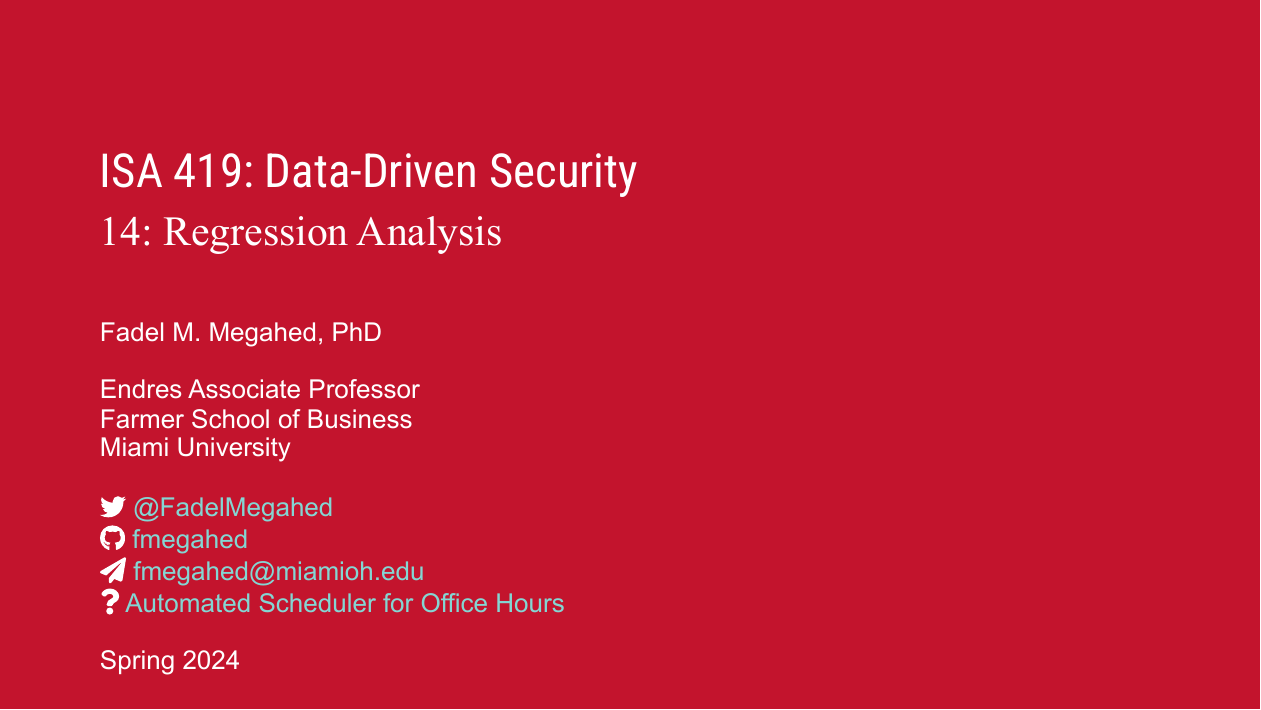 ISA 419: Data-Driven Security
14: Regression Analysis
Fadel M. Megahed, PhD
Endres Associate Professor
Farmer School of Business
Miami University
@FadelMegahed
fmegahed
fmegahed@miamioh.edu
Automated Scheduler for Office Hours
Spring 2024